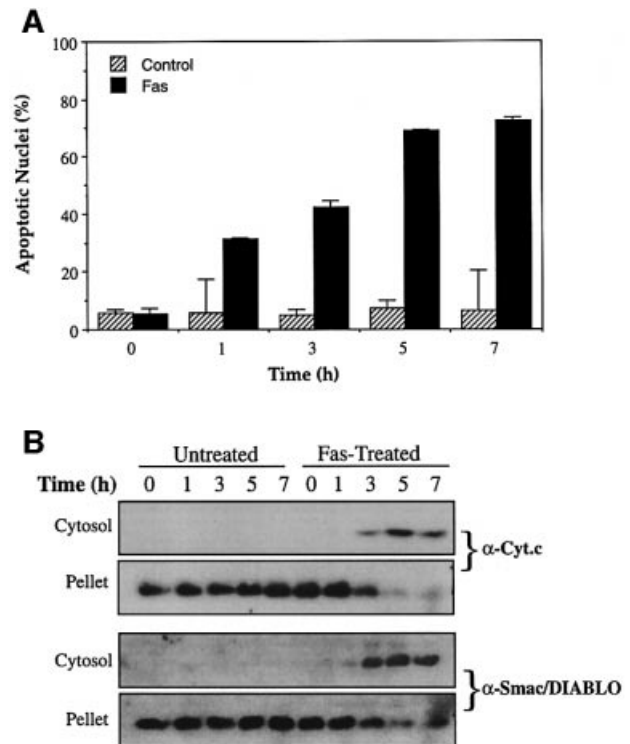 A
100
80
60
40
20
0
Apoptotic Nuclei (%)
Control
Fas
0 1 3 5 7
Time (h)
B
Untreated Fas-Treated
Time (h) 0 1 3 5 7 0 1 3 5 7
Cytosol
Pellet
α-Cyt.c
Cytosol
Pellet
α-Smac/DIABLO